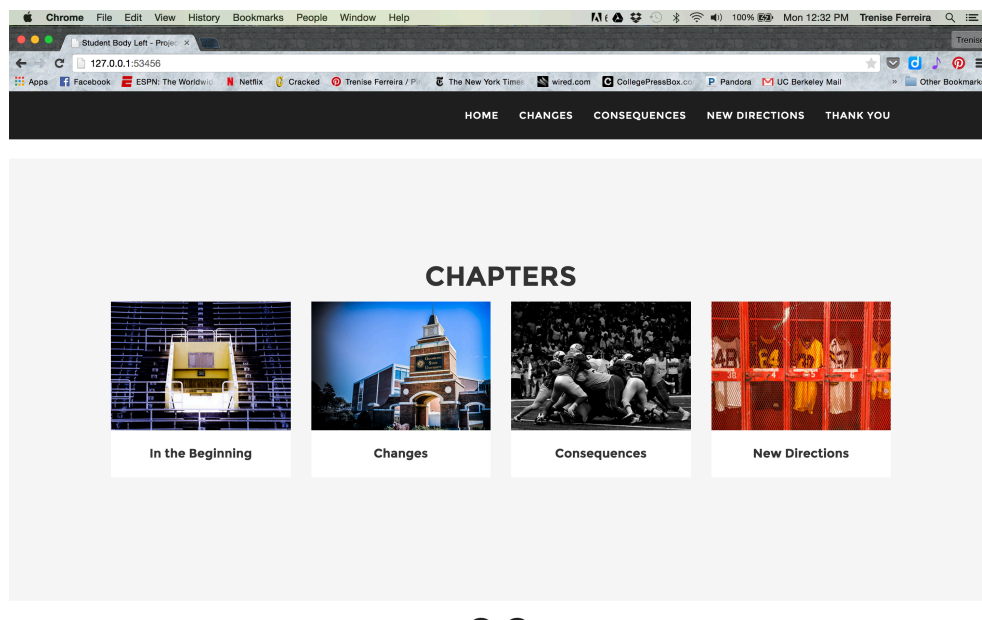 Chrome File Edit View History Bookmarks People Window Help 100% Mon 12:32 PM Trenise Ferreira
Student Body Left - Projec × Trenise
127.0.0.1:53456
Apps Facebook ESPN: The Worldwid Netflix Cracked Trenise Ferreira / Pi The New York Times wired.com CollegePressBox.co Pandora UC Berkeley Mail » Other Bookmark
HOME CHANGES CONSEQUENCES NEW DIRECTIONS THANK YOU
CHAPTERS
In the Beginning Changes Consequences New Directions